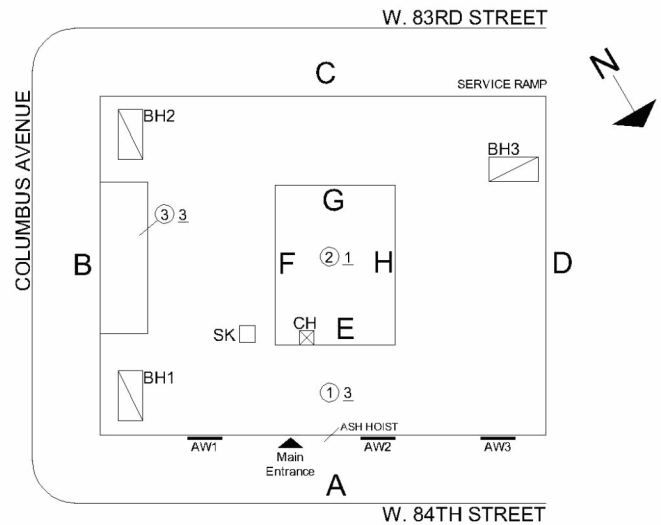 W. 83RD STREET
N
C
SERVICE RAMP
BH2
BH3
COLUMBUS AVENUE
G
3 3
B
F
2 1
H
D
SK
CH
E
BH1
1 3
ASH HOIST
AW1
Main
Entrance
AW2
AW3
A
W. 84TH STREET